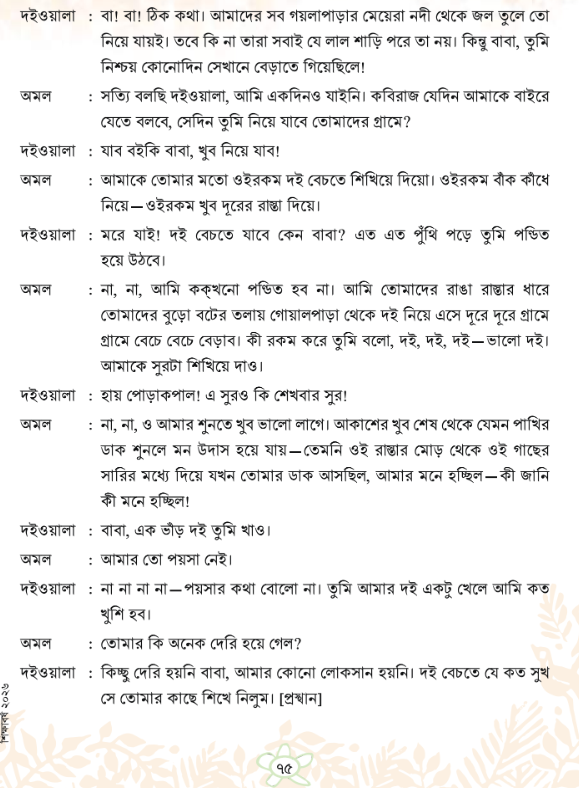 দইওয়ালা : বা! বা! ঠিক কথা। আমাদের সব গয়লাপাড়ার মেয়েরা নদী থেকে জল তুলে তো
নিয়ে যায়ই। তবে কি না তারা সবাই যে লাল শাড়ি পরে তা নয়। কিন্তু বাবা, তুমি
নিশ্চয় কোনোদিন সেখানে বেড়াতে গিয়েছিলে!
অমল : সত্যি বলছি দইওয়ালা, আমি একদিনও যাইনি। কবিরাজ যেদিন আমাকে বাইরে
যেতে বলবে, সেদিন তুমি নিয়ে যাবে তোমাদের গ্রামে?
দইওয়ালা : যাব বইকি বাবা, খুব নিয়ে যাব!
অমল : আমাকে তোমার মতো ওইরকম দই বেচতে শিখিয়ে দিয়ো। ওইরকম বাঁক কাঁধে
নিয়ে—ওইরকম খুব দূরের রাস্তা দিয়ে।
দইওয়ালা : মরে যাই! দই বেচতে যাবে কেন বাবা? এত এত পুঁথি পড়ে তুমি পন্ডিত
হয়ে উঠবে।
অমল : না, না, আমি কক্‌খনো পন্ডিত হব না। আমি তোমাদের রাঙা রাস্তার ধারে
তোমাদের বুড়ো বটের তলায় গোয়ালপাড়া থেকে দই নিয়ে এসে দূরে দূরে গ্রামে
গ্রামে বেচে বেচে বেড়াব। কী রকম করে তুমি বলো, দই, দই, দই—ভালো দই।
আমাকে সুরটা শিখিয়ে দাও।
দইওয়ালা : হায় পোড়াকপাল! এ সুরও কি শেখবার সুর!
অমল : না, না, ও আমার শুনতে খুব ভালো লাগে। আকাশের খুব শেষ থেকে যেমন পাখির
ডাক শুনলে মন উদাস হয়ে যায়—তেমনি ওই রাস্তার মোড় থেকে ওই গাছের
সারির মধ্যে দিয়ে যখন তোমার ডাক আসছিল, আমার মনে হচ্ছিল—কী জানি
কী মনে হচ্ছিল!
দইওয়ালা : বাবা, এক ভাঁড় দই তুমি খাও।
অমল : আমার তো পয়সা নেই।
দইওয়ালা : না না না না—পয়সার কথা বোলো না। তুমি আমার দই একটু খেলে আমি কত
খুশি হব।
অমল : তোমার কি অনেক দেরি হয়ে গেল?
দইওয়ালা : কিচ্ছু দেরি হয়নি বাবা, আমার কোনো লোকসান হয়নি। দই বেচতে যে কত সুখ
সে তোমার কাছে শিখে নিলুম। [প্রস্থান]
শিক্ষাবর্ষ ২০২৬
৭৫